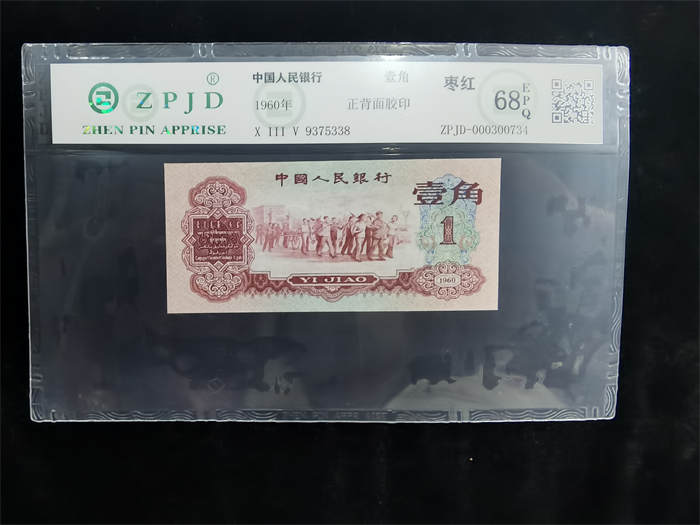 ZPJD®
ZHEN PIN APPRISE
中国人民银行 壹角 枣红
1960年 正背面胶印
X III V 9375338
68 EPQ
ZPJD-000300734
中國人民銀行
壹角
1
YI JIAO
1960